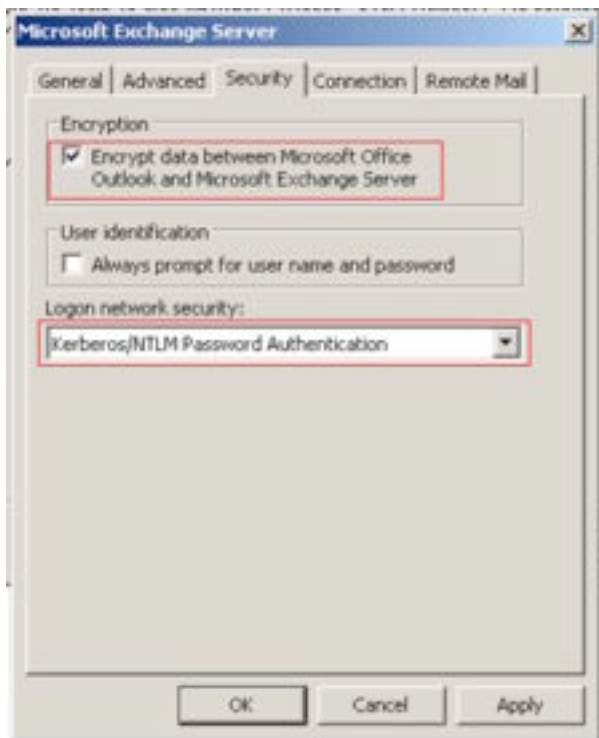 Microsoft Exchange Server
General Advanced Security Connection Remote Mail
Encryption
Encrypt data between Microsoft Office
Outlook and Microsoft Exchange Server
User identification
Always prompt for user name and password
Logon network security:
Kerberos/NTLM Password Authentication
OK Cancel Apply